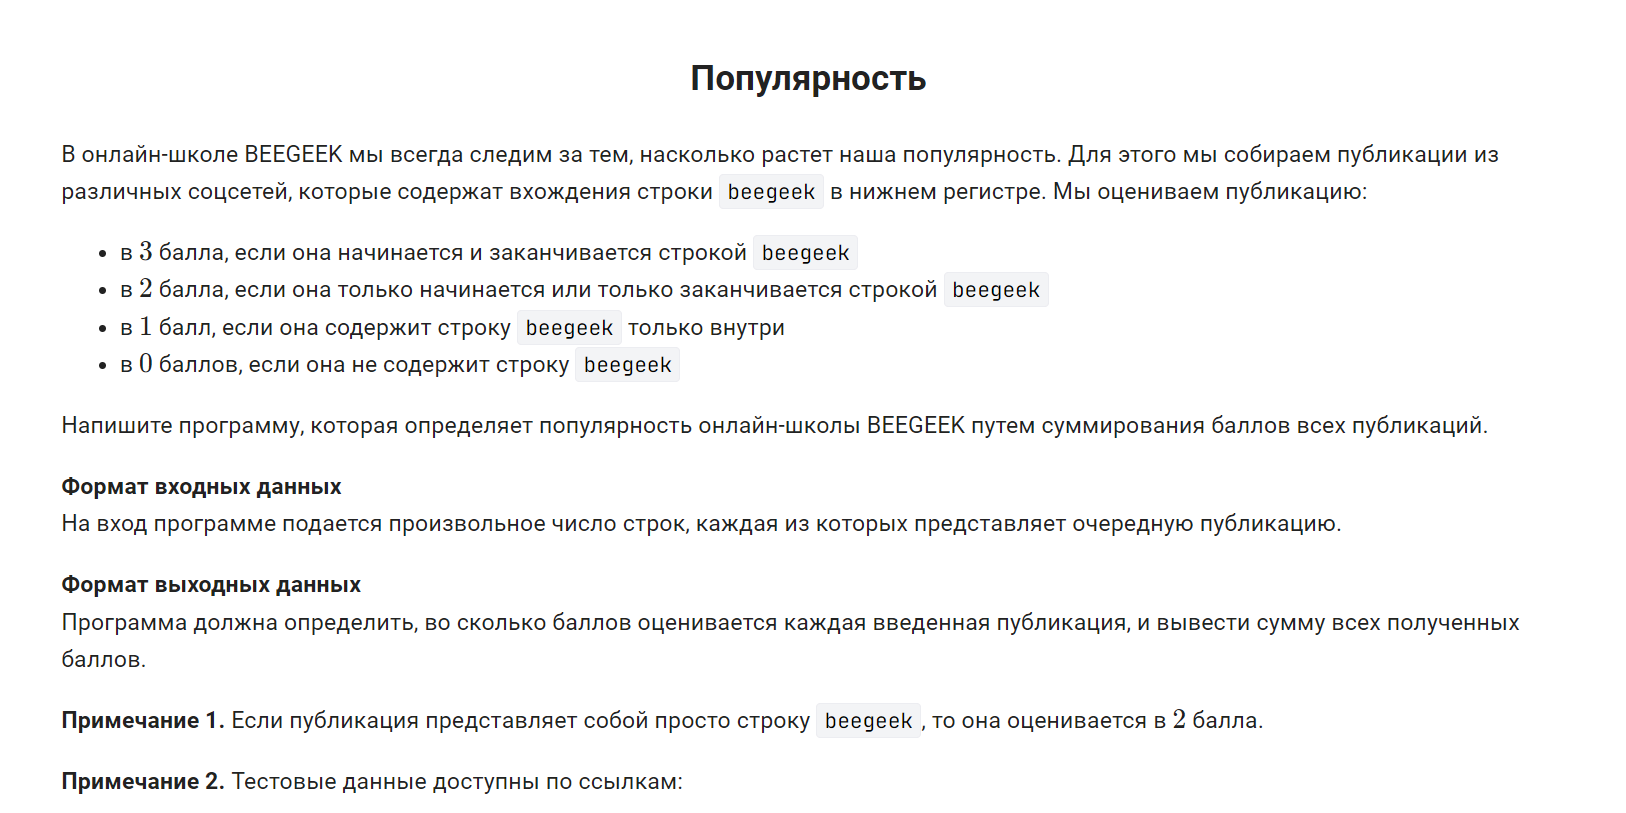 Популярность
В онлайн-школе BEEGEEK мы всегда следим за тем, насколько растет наша популярность. Для этого мы собираем публикации из
различных соцсетей, которые содержат вхождения строки beegeek в нижнем регистре. Мы оцениваем публикацию:
• в 3 балла, если она начинается и заканчивается строкой beegeek
• в 2 балла, если она только начинается или только заканчивается строкой beegeek
• в 1 балл, если она содержит строку beegeek только внутри
• в 0 баллов, если она не содержит строку beegeek
Напишите программу, которая определяет популярность онлайн-школы BEEGEEK путем суммирования баллов всех публикаций.
Формат входных данных
На вход программе подается произвольное число строк, каждая из которых представляет очередную публикацию.
Формат выходных данных
Программа должна определить, во сколько баллов оценивается каждая введенная публикация, и вывести сумму всех полученных
баллов.
Примечание 1. Если публикация представляет собой просто строку beegeek, то она оценивается в 2 балла.
Примечание 2. Тестовые данные доступны по ссылкам: